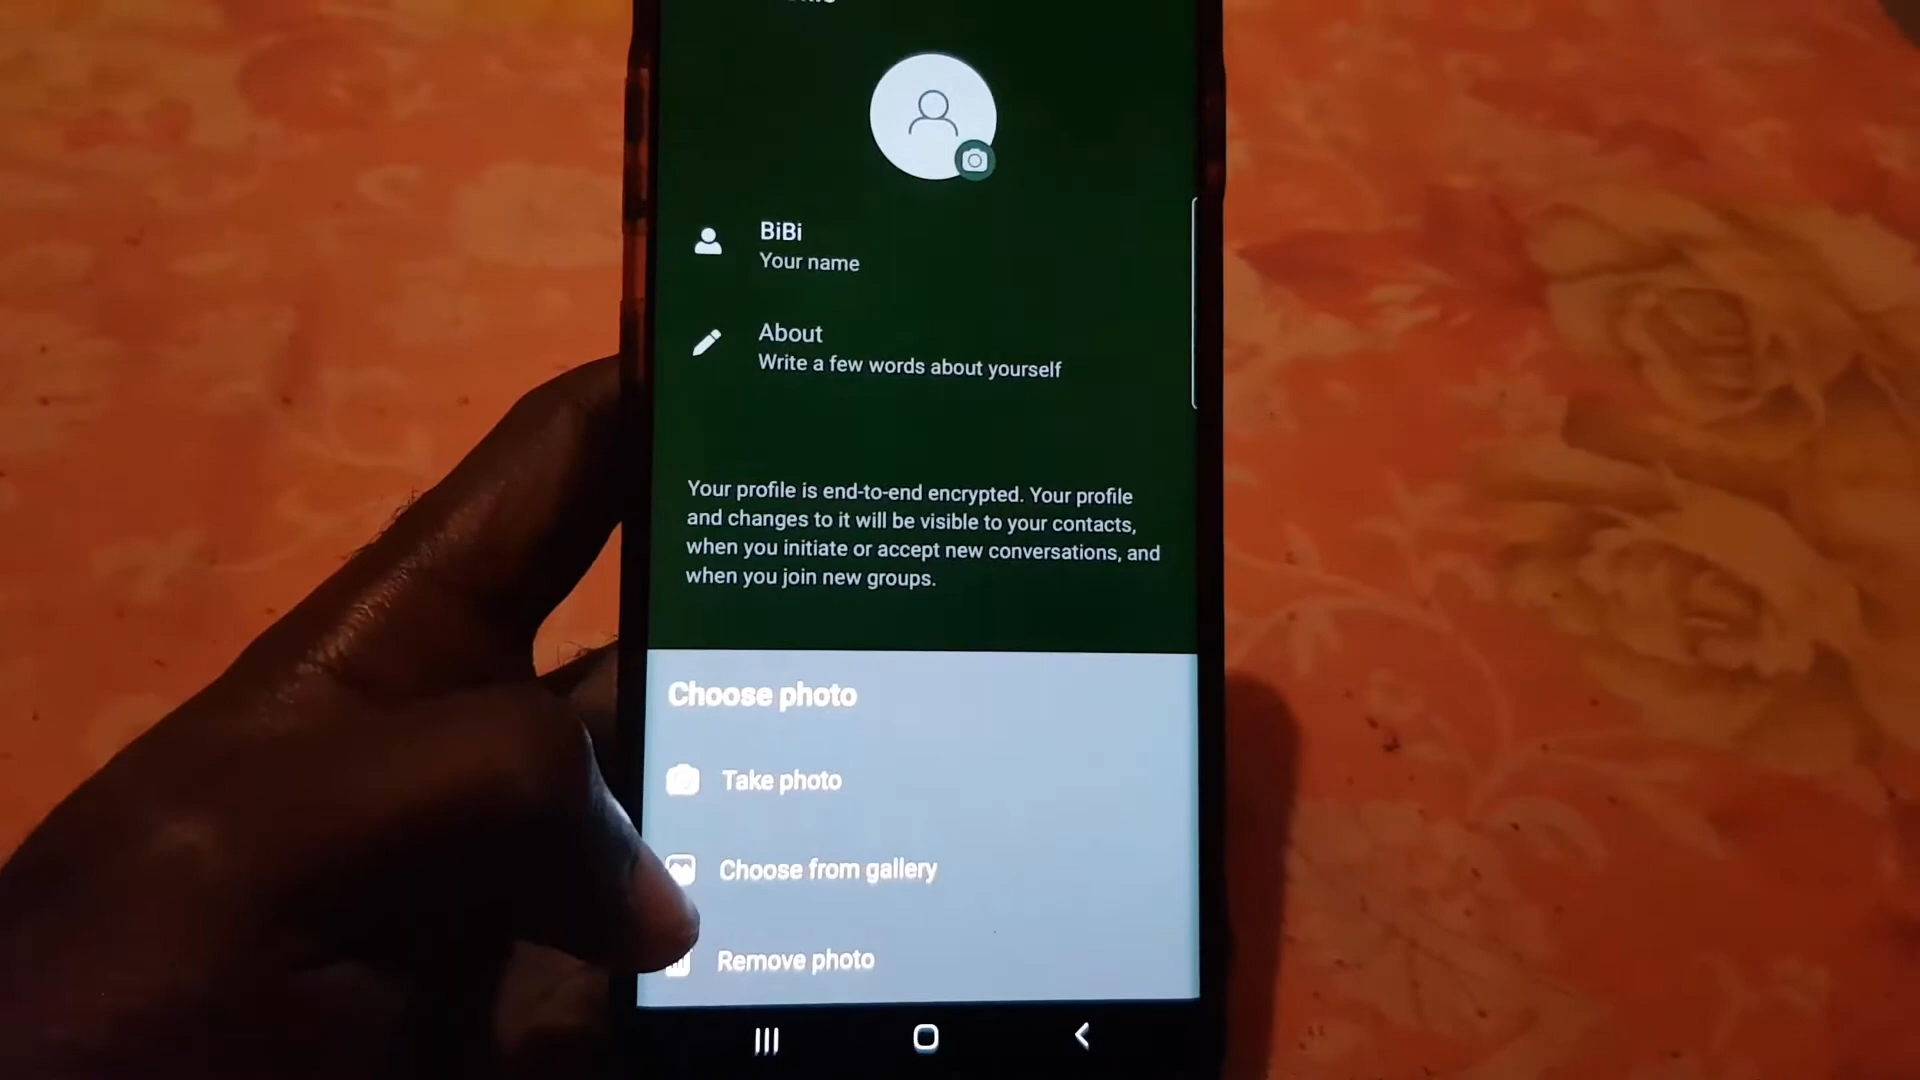 BiBi
Your name
About
Write a few words about yourself
Your profile is end-to-end encrypted. Your profile
and changes to it will be visible to your contacts,
when you initiate or accept new conversations, and
when you join new groups.
Choose photo
Take photo
Choose from gallery
Remove photo